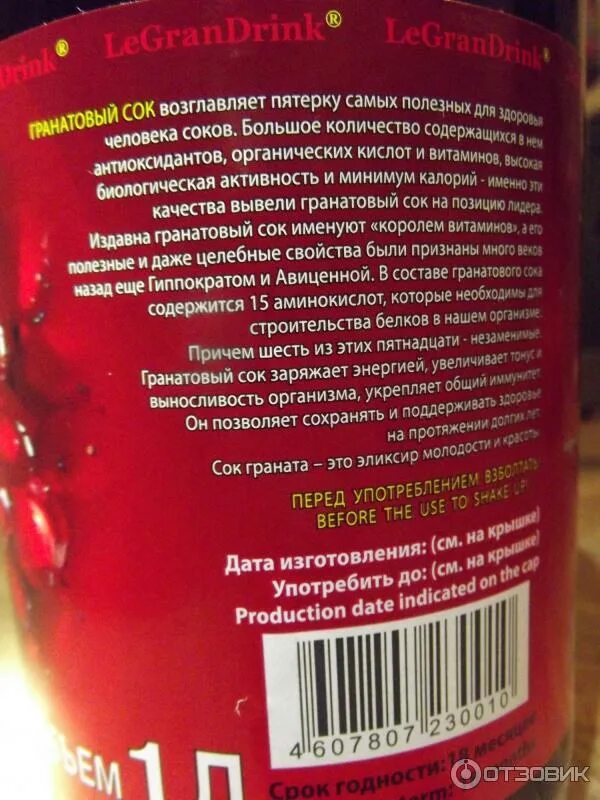 Drink®
LeGranDrink®
LeGranDrink®
ГРАНАТОВЫЙ СОК возглавляет пятерку самых полезных для здоровья
человека соков. Большое количество содержащихся в нем
антиоксидантов, органических кислот и витаминов, высокая
биологическая активность и минимум калорий - именно эти
качества вывели гранатовый сок на позицию лидера.
Издавна гранатовый сок именуют «королем витаминов», а его
полезные и даже целебные свойства были признаны много веков
назад еще Гиппократом и Авиценной. В составе гранатового сока
содержится 15 аминокислот, которые необходимы для
строительства белков в нашем организме.
Причем шесть из этих пятнадцати - незаменимые.
Гранатовый сок заряжает энергией, увеличивает тонус и
выносливость организма, укрепляет общий иммунитет.
Он позволяет сохранять и поддерживать здоровье
на протяжении долгих лет.
Сок граната – это эликсир молодости и красоты
ПЕРЕД УПОТРЕБЛЕНИЕМ ВЗБОЛТАТЬ
BEFORE THE USE TO SHAKE UP!
Дата изготовления: (см. на крышке)
Употребить до: (см. на крышке)
Production date indicated on the cap
4 607807 230010
ЪЕМ 1Л
Срок годности: 18 месяцев
term:
ОТЗОВИК